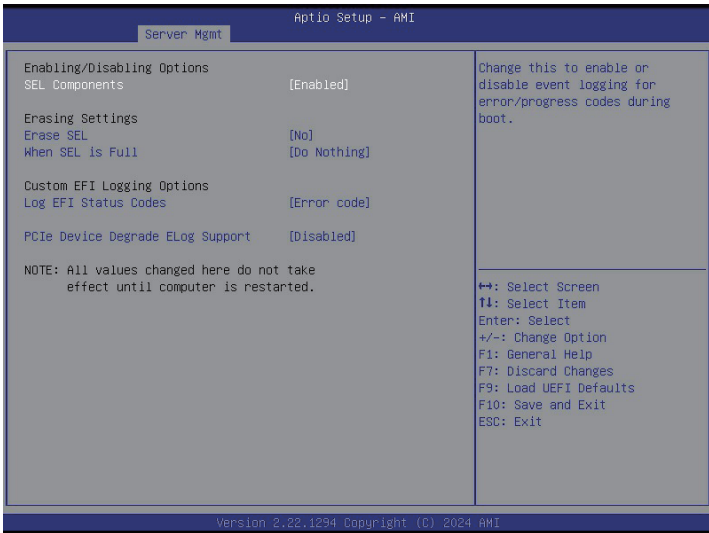 Aptio Setup – AMI
Server Mgmt
Enabling/Disabling Options
SEL Components [Enabled]
Erasing Settings
Erase SEL [No]
When SEL is Full [Do Nothing]
Custom EFI Logging Options
Log EFI Status Codes [Error code]
PCIe Device Degrade ELog Support [Disabled]
NOTE: All values changed here do not take
effect until computer is restarted.
Change this to enable or
disable event logging for
error/progress codes during
boot.
↔: Select Screen
↑↓: Select Item
Enter: Select
+/-: Change Option
F1: General Help
F7: Discard Changes
F9: Load UEFI Defaults
F10: Save and Exit
ESC: Exit
Version 2.22.1294 Copyright (C) 2024 AMI